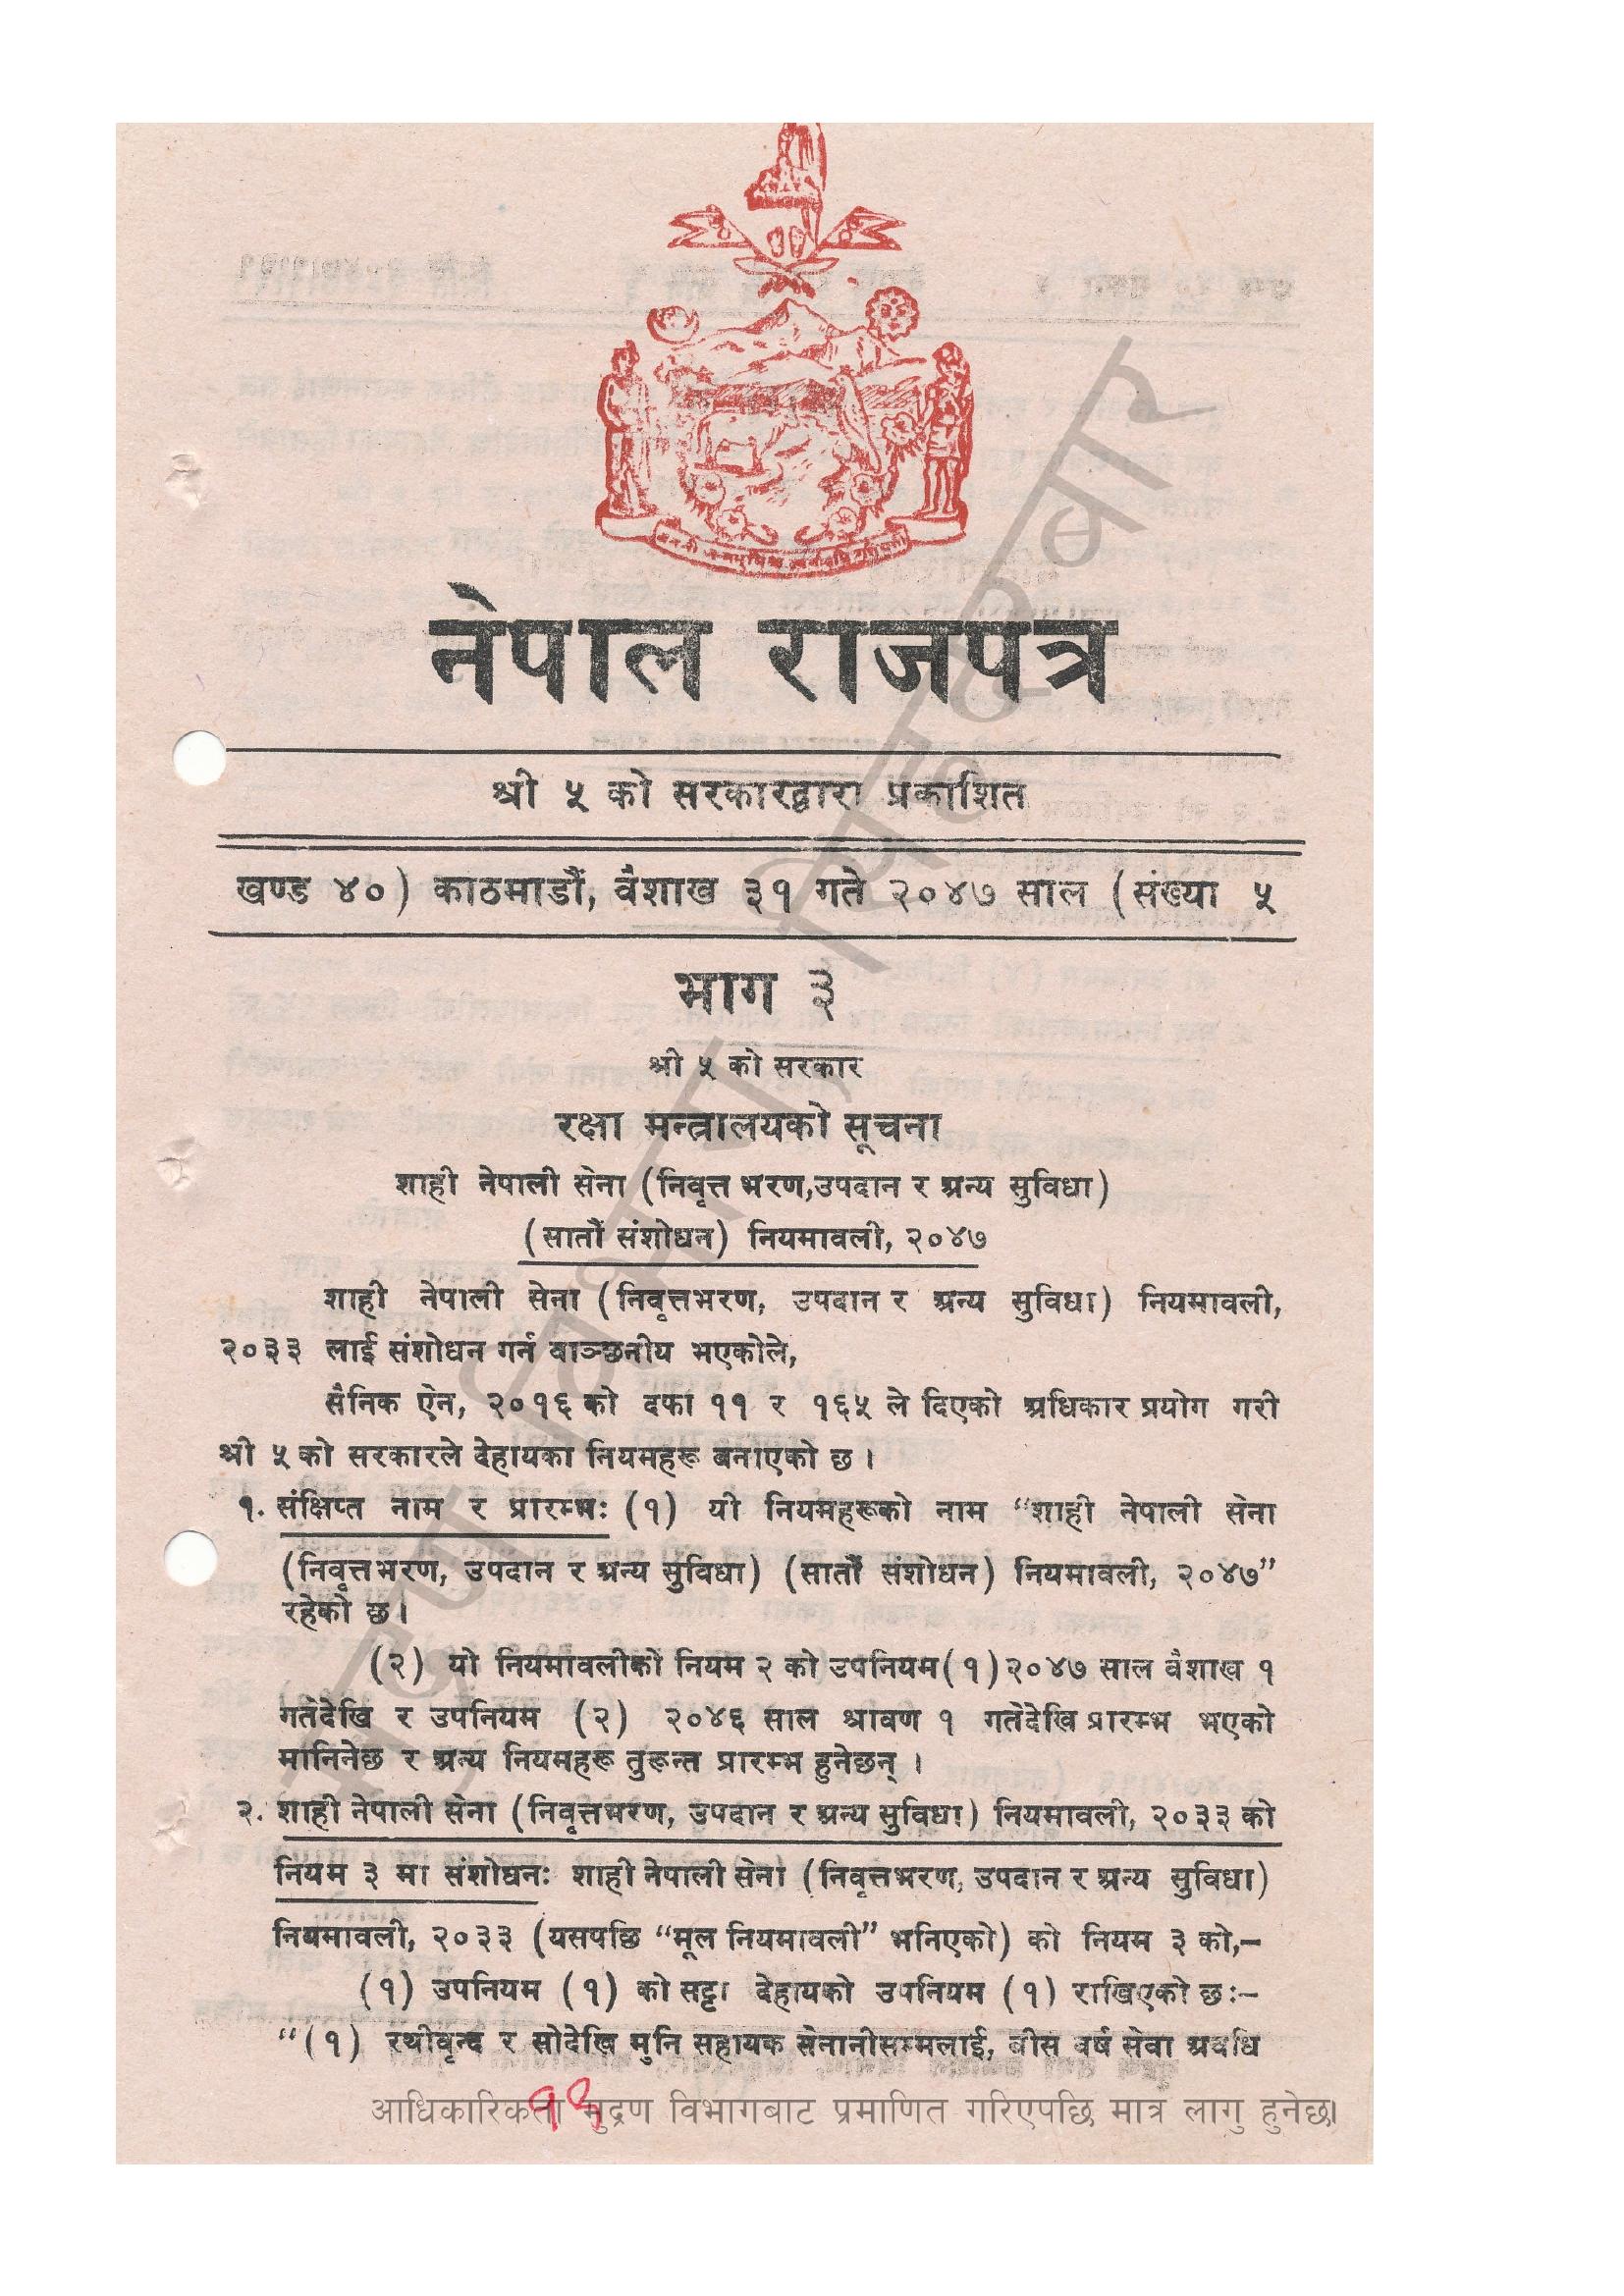 नेपाल राजपत्र
श्री ५ को सरकारद्वारा प्रकाशित
खण्ड ४०) काठमाडौं, वैशाख ३१ गते २०४७ साल (संख्या ५
भाग ३
श्री ५ को सरकार
रक्षा मन्त्रालयको सूचना
शाही नेपाली सेना (निवृत्तभरण,उपदान र अन्य सुविधा)
(सातौं संशोधन) नियमावली, २०४७
शाही नेपाली सेना (निवृत्तभरण, उपदान र अन्य सुविधा) नियमावली,
२०३३ लाई संशोधन गर्न वाञ्छनीय भएकोले,
सैनिक ऐन, २०१६ को दफा ११ र १६५ ले दिएको अधिकार प्रयोग गरी
श्री ५ को सरकारले देहायका नियमहरू बनाएको छ ।
१. संक्षिप्त नाम र प्रारम्भः (१) यी नियमहरूको नाम “शाही नेपाली सेना
(निवृत्तभरण, उपदान र अन्य सुविधा) (सातौं संशोधन) नियमावली, २०४७”
रहेको छ।
(२) यो नियमावलीको नियम २ को उपनियम(१)२०४७ साल वैशाख १
गतेदेखि र उपनियम (२) २०४६ साल श्रावण १ गतेदेखि प्रारम्भ भएको
मानिनेछ र अन्य नियमहरू तुरून्त प्रारम्भ हुनेछन् ।
२. शाही नेपाली सेना (निवृत्तभरण, उपदान र अन्य सुविधा) नियमावली, २०३३ को
नियम ३ मा संशोधनः शाही नेपाली सेना (निवृत्तभरण, उपदान र अन्य सुविधा)
नियमावली, २०३३ (यसपछि “मूल नियमावली” भनिएको) को नियम ३ को,–
(१) उपनियम (१) को सट्टा देहायको उपनियम (१) राखिएको छः–
“(१) रथीवृन्द र सोदेखि मुनि सहायक सेनानीसम्मलाई, बीस वर्ष सेवा अवधि
आधिकारिकता मुद्रण विभागबाट प्रमाणित गरिएपछि मात्र लागु हुनेछ।
मुद्रण विभाग, सिंहदरबार